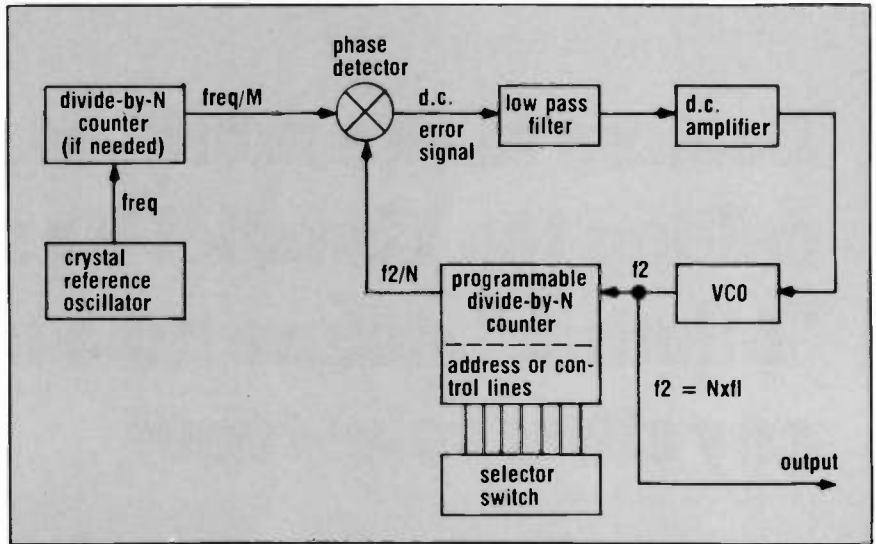 phase
detector
divide-by-N
counter
(if needed)
freq/M
d.c.
error
signal
low pass
filter
d.c.
amplifier
freq
crystal
reference
oscillator
f2/N
programmable
divide-by-N
counter
address or con-
trol lines
f2
VCO
f2 = Nxfl
selector
switch
output